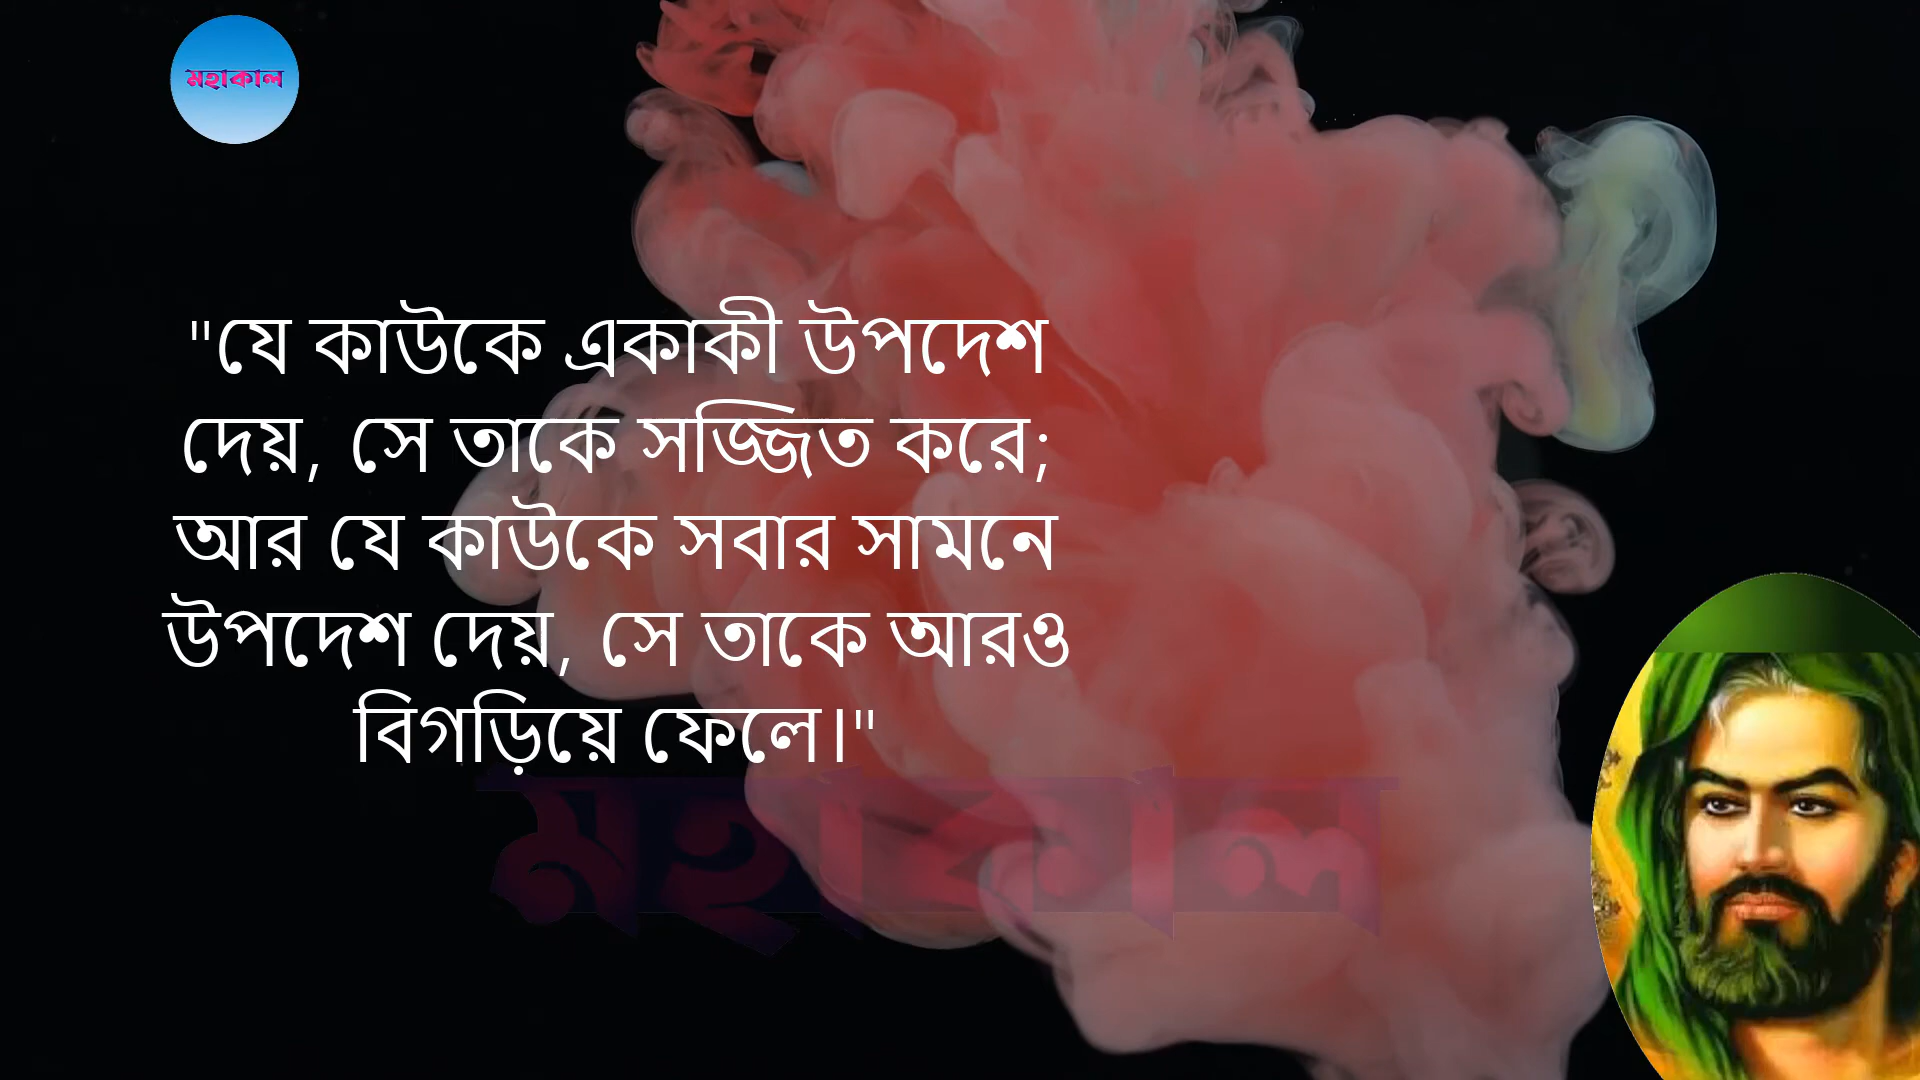 মহাকাল
"যে কাউকে একাকী উপদেশ
দেয়, সে তাকে সজ্জিত করে;
আর যে কাউকে সবার সামনে
উপদেশ দেয়, সে তাকে আরও
বিগড়িয়ে ফেলে।"
মহাকাল